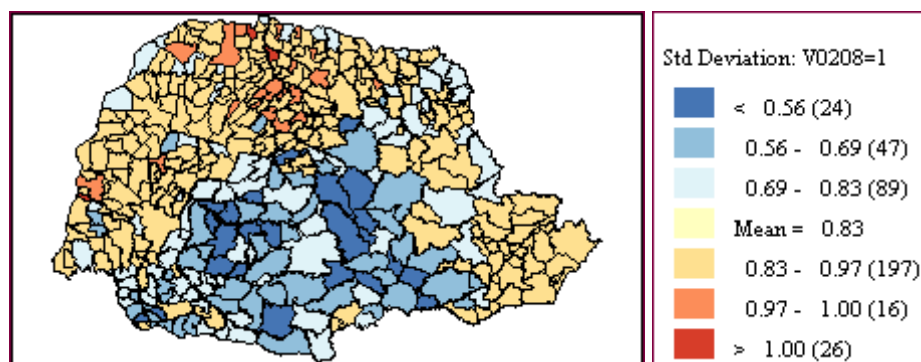 Std Deviation: V0208=1
< 0.56 (24)
0.56 - 0.69 (47)
0.69 - 0.83 (89)
Mean = 0.83
0.83 - 0.97 (197)
0.97 - 1.00 (16)
> 1.00 (26)